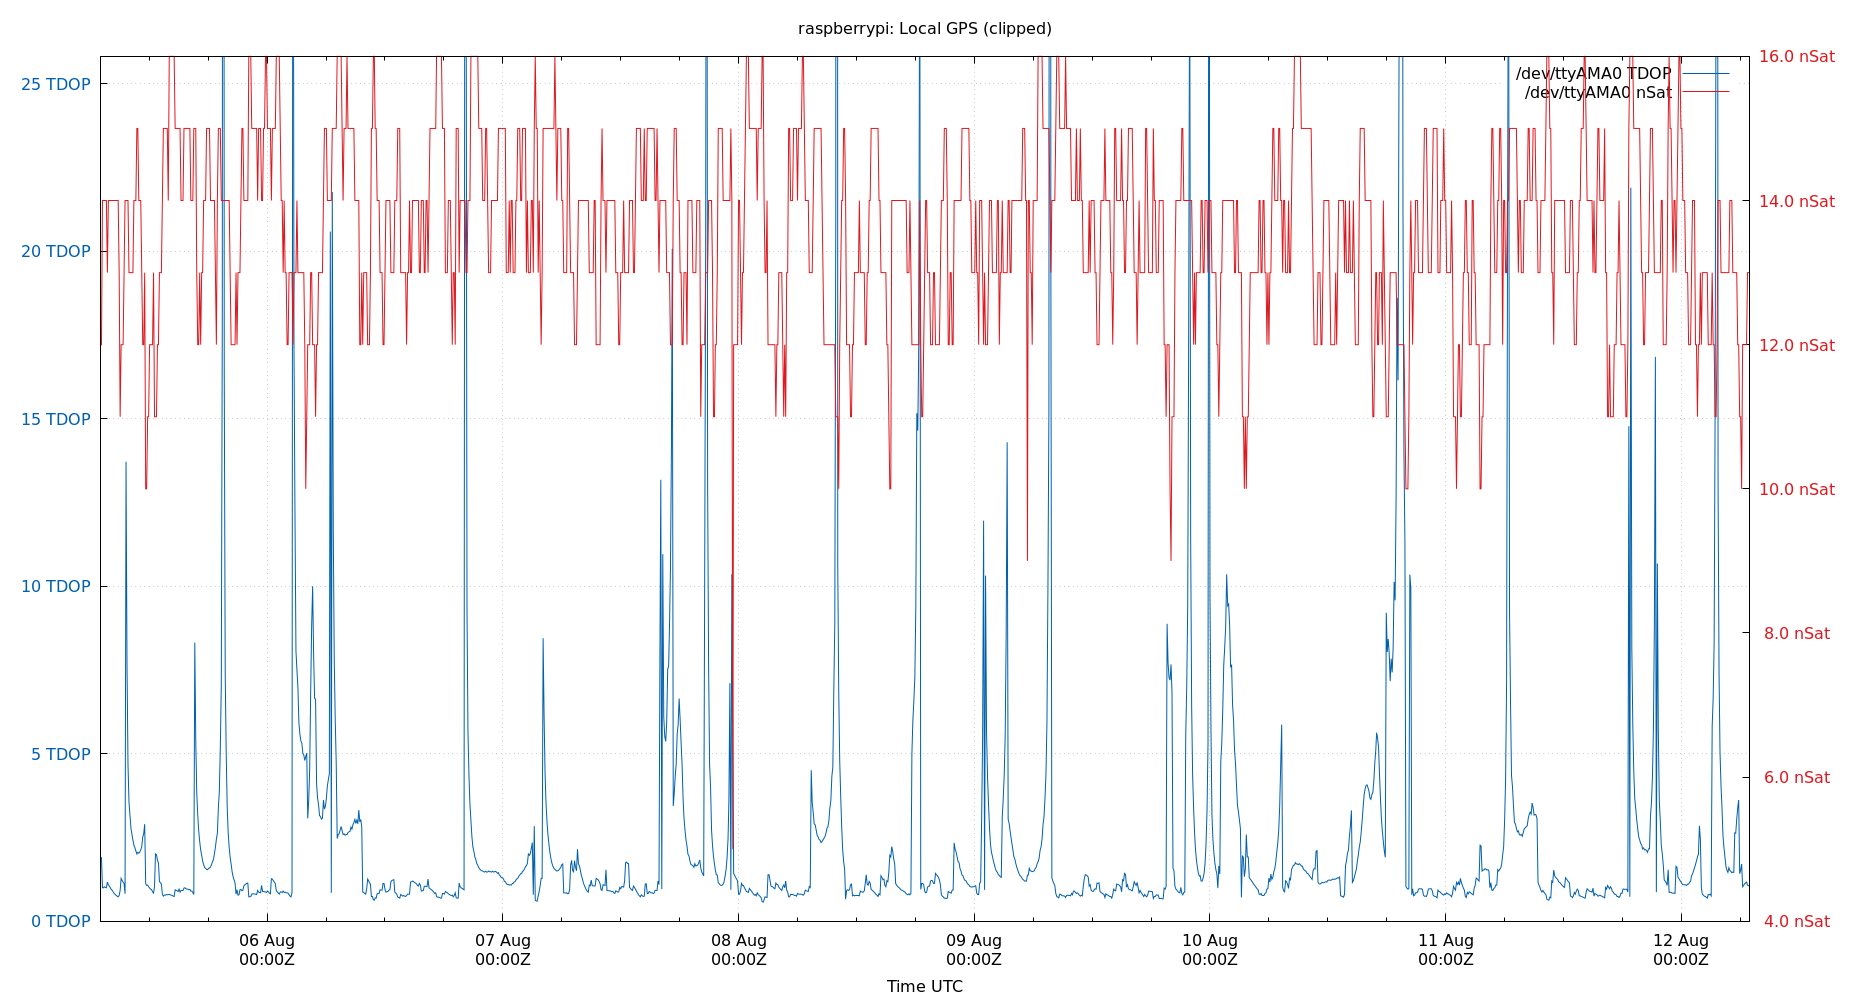 raspberrypi: Local GPS (clipped)
25 TDOP
20 TDOP
15 TDOP
10 TDOP
5 TDOP
0 TDOP
16.0 nSat
14.0 nSat
12.0 nSat
10.0 nSat
8.0 nSat
6.0 nSat
4.0 nSat
/dev/ttyAMA0 TDOP
/dev/ttyAMA0 nSat
06 Aug 07 Aug 08 Aug 09 Aug 10 Aug 11 Aug 12 Aug
00:00Z 00:00Z 00:00Z 00:00Z 00:00Z 00:00Z 00:00Z
Time UTC